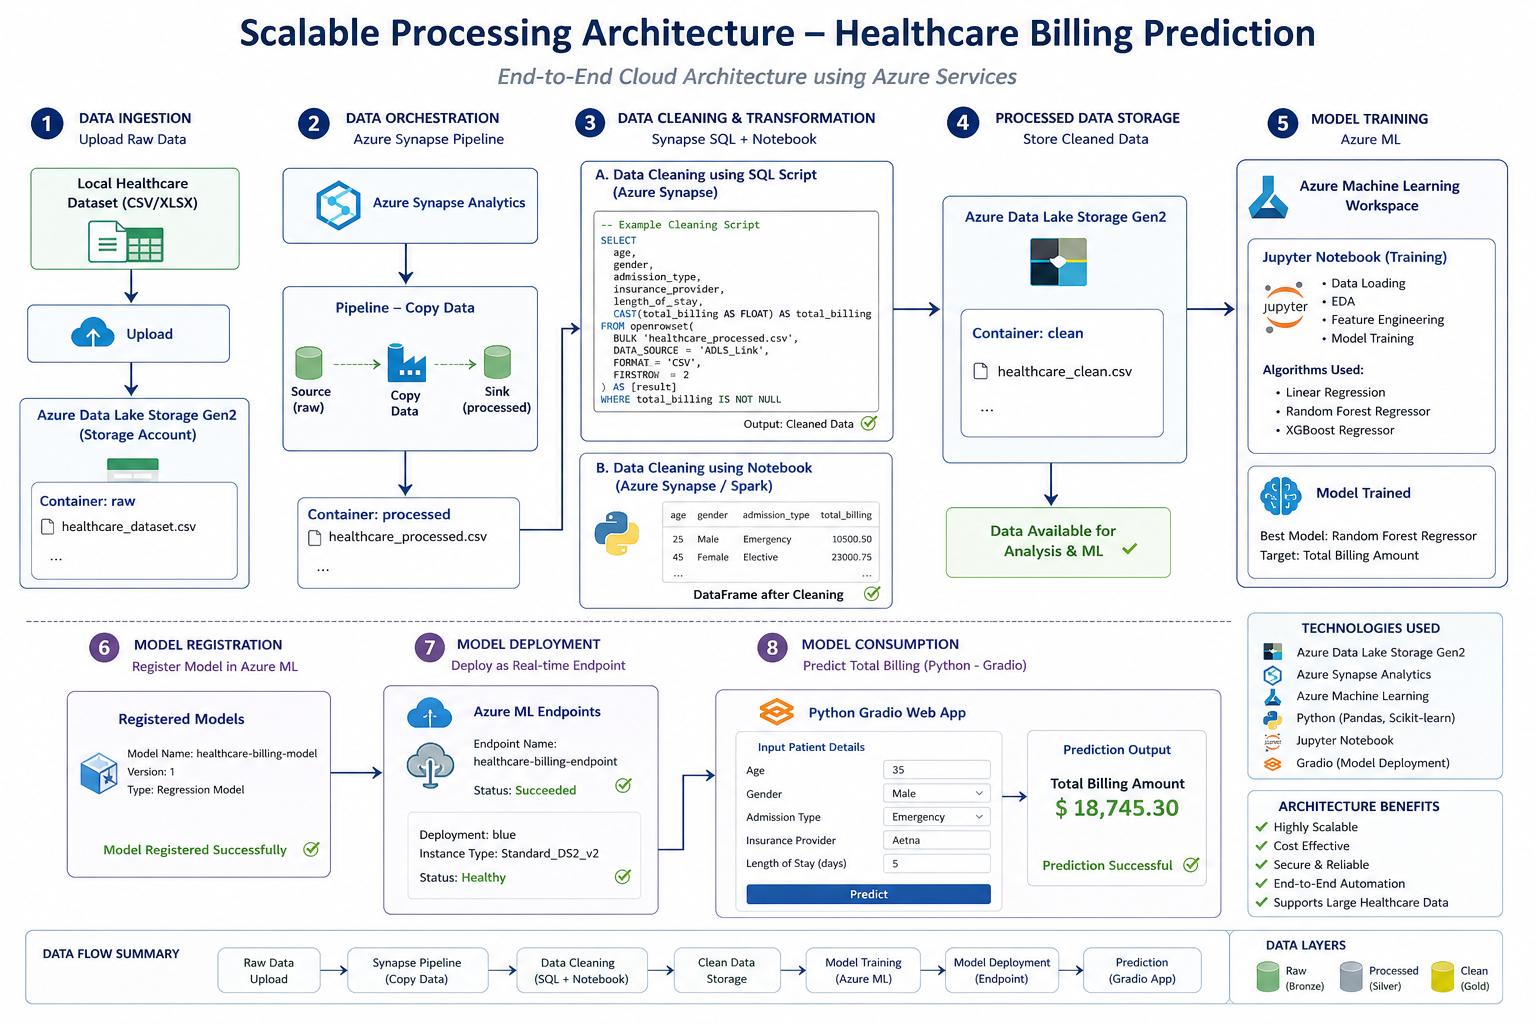 Scalable Processing Architecture – Healthcare Billing Prediction
End-to-End Cloud Architecture using Azure Services
1
DATA INGESTION
Upload Raw Data
Local Healthcare
Dataset (CSV/XLSX)
Upload
Azure Data Lake Storage Gen2
(Storage Account)
Container: raw
healthcare_dataset.csv
...
2
DATA ORCHESTRATION
Azure Synapse Pipeline
Azure Synapse Analytics
Pipeline – Copy Data
Source
(raw)
Copy
Data
Sink
(processed)
Container: processed
healthcare_processed.csv
...
3
DATA CLEANING & TRANSFORMATION
Synapse SQL + Notebook
A. Data Cleaning using SQL Script
(Azure Synapse)
-- Example Cleaning Script
SELECT
age,
gender,
admission_type,
insurance_provider,
length_of_stay,
CAST(total_billing AS FLOAT) AS total_billing
FROM openrowset(
BULK 'healthcare_processed.csv',
DATA_SOURCE = 'ADLS_Link',
FORMAT = 'CSV',
FIRSTROW = 2
) AS [result]
WHERE total_billing IS NOT NULL
Output: Cleaned Data
B. Data Cleaning using Notebook
(Azure Synapse / Spark)
age gender admission_type total_billing
25 Male Emergency 10500.50
45 Female Elective 23000.75
... ...
DataFrame after Cleaning
4
PROCESSED DATA STORAGE
Store Cleaned Data
Azure Data Lake Storage Gen2
Container: clean
healthcare_clean.csv
...
Data Available for
Analysis & ML
5
MODEL TRAINING
Azure ML
Azure Machine Learning
Workspace
Jupyter Notebook (Training)
jupyter
• Data Loading
• EDA
• Feature Engineering
• Model Training
Algorithms Used:
• Linear Regression
• Random Forest Regressor
• XGBoost Regressor
Model Trained
Best Model: Random Forest Regressor
Target: Total Billing Amount
6
MODEL REGISTRATION
Register Model in Azure ML
Registered Models
Model Name: healthcare-billing-model
Version: 1
Type: Regression Model
Model Registered Successfully
7
MODEL DEPLOYMENT
Deploy as Real-time Endpoint
Azure ML Endpoints
Endpoint Name:
healthcare-billing-endpoint
Status: Succeeded
Deployment: blue
Instance Type: Standard_DS2_v2
Status: Healthy
8
MODEL CONSUMPTION
Predict Total Billing (Python - Gradio)
Python Gradio Web App
Input Patient Details
Age 35
Gender Male
Admission Type Emergency
Insurance Provider Aetna
Length of Stay (days) 5
Predict
Prediction Output
Total Billing Amount
$ 18,745.30
Prediction Successful
TECHNOLOGIES USED
Azure Data Lake Storage Gen2
Azure Synapse Analytics
Azure Machine Learning
Python (Pandas, Scikit-learn)
Jupyter Notebook
Gradio (Model Deployment)
ARCHITECTURE BENEFITS
Highly Scalable
Cost Effective
Secure & Reliable
End-to-End Automation
Supports Large Healthcare Data
DATA FLOW SUMMARY
Raw Data
Upload
Synapse Pipeline
(Copy Data)
Data Cleaning
(SQL + Notebook)
Clean Data
Storage
Model Training
(Azure ML)
Model Deployment
(Endpoint)
Prediction
(Gradio App)
DATA LAYERS
Raw
(Bronze)
Processed
(Silver)
Clean
(Gold)